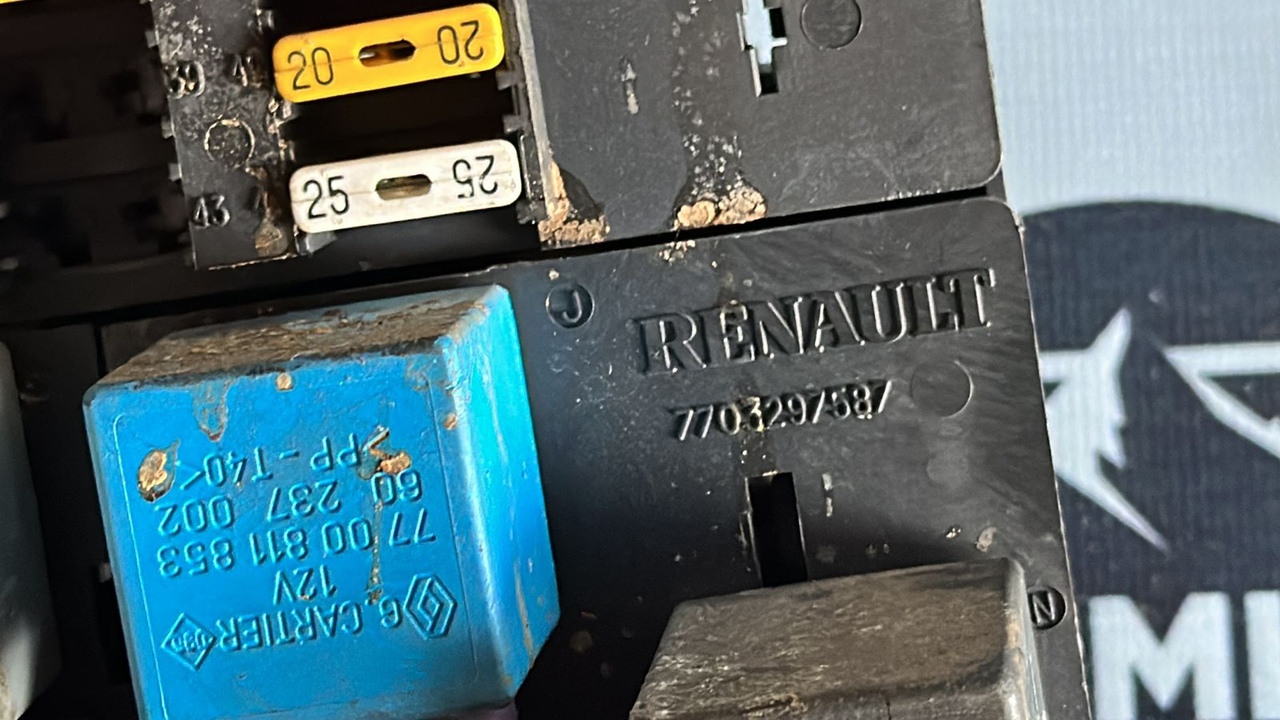 20 20
39
25 25
43
J
RENAULT
7703297587
N
G. CARTIER
12V
77 00 811 853
60 237 002
>PP - T40<